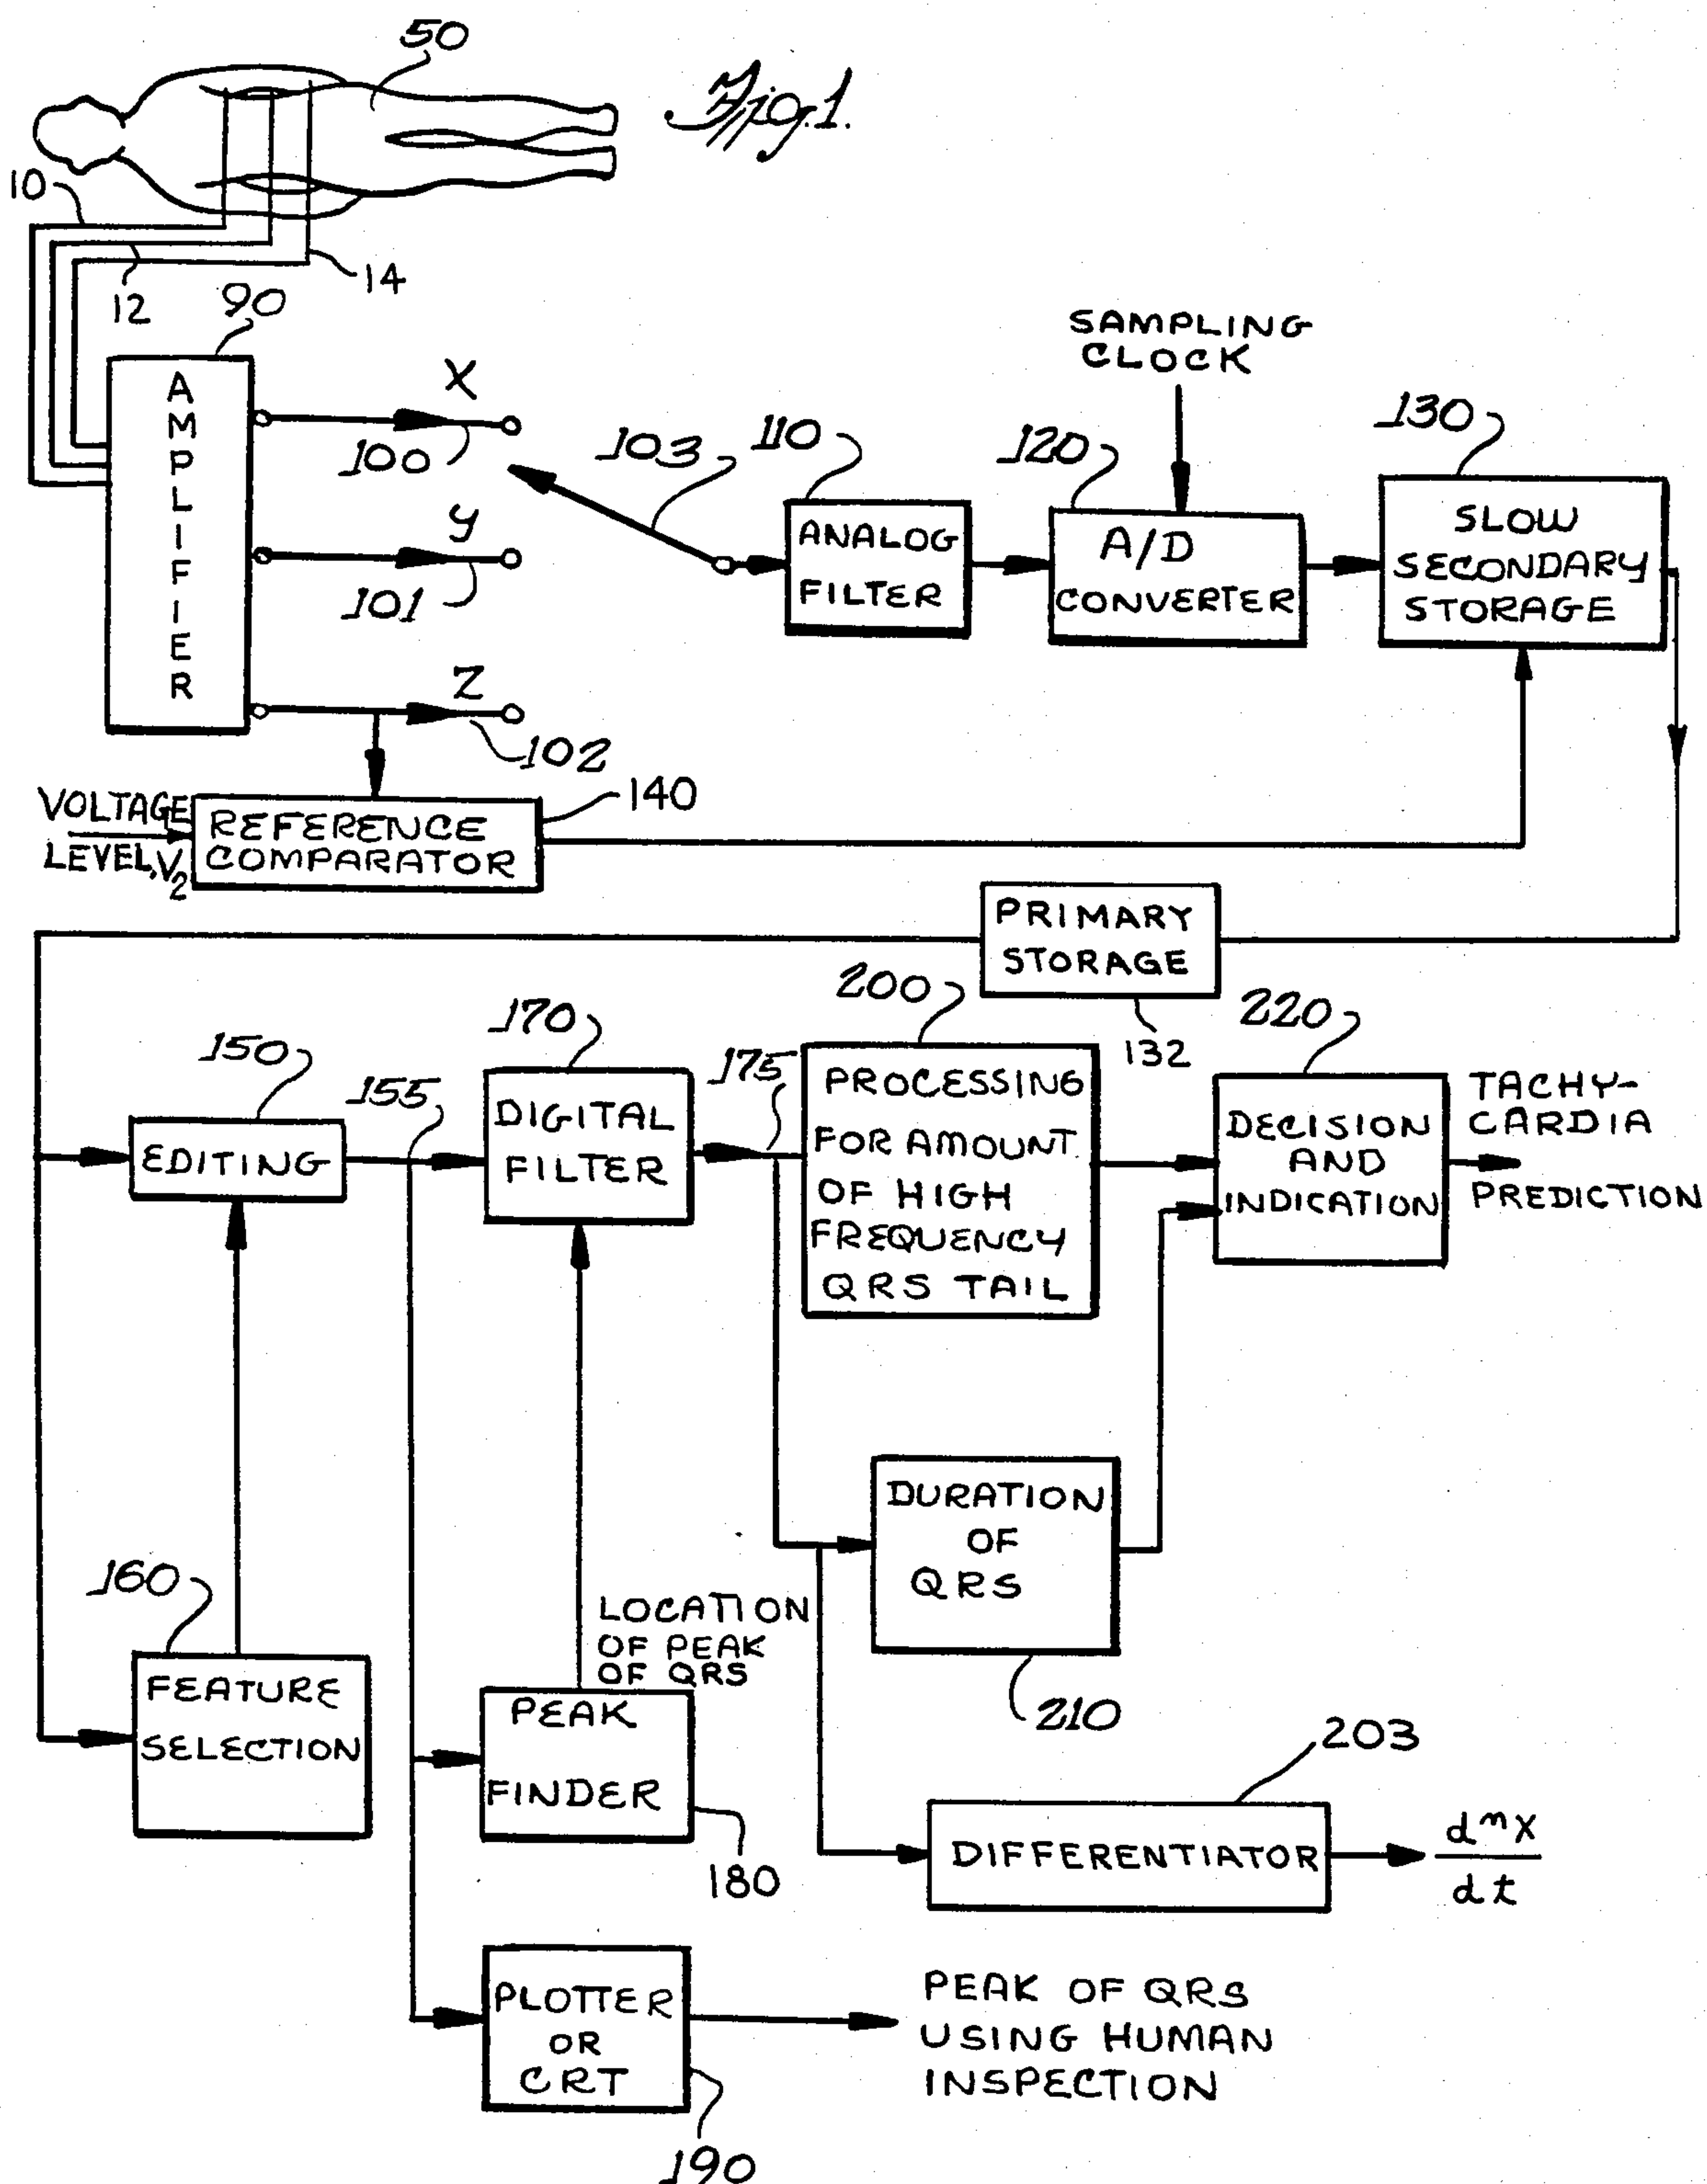 50
Fig. 1.
10
12
14
90
AMPLIFIER
X
100
y
101
Z
102
103
110
ANALOG
FILTER
SAMPLING
CLOCK
120
A/D
CONVERTER
130
SLOW
SECONDARY
STORAGE
VOLTAGE
LEVEL, V2
REFERENCE
COMPARATOR
140
PRIMARY
STORAGE
132
150
EDITING
155
170
DIGITAL
FILTER
175
200
PROCESSING
FOR AMOUNT
OF HIGH
FREQUENCY
QRS TAIL
220
DECISION
AND
INDICATION
TACHY-
CARDIA
PREDICTION
160
FEATURE
SELECTION
LOCATION
OF PEAK
OF QRS
PEAK
FINDER
180
DURATION
OF
QRS
210
203
DIFFERENTIATOR
dⁿx
dt
PLOTTER
OR
CRT
190
PEAK OF QRS
USING HUMAN
INSPECTION